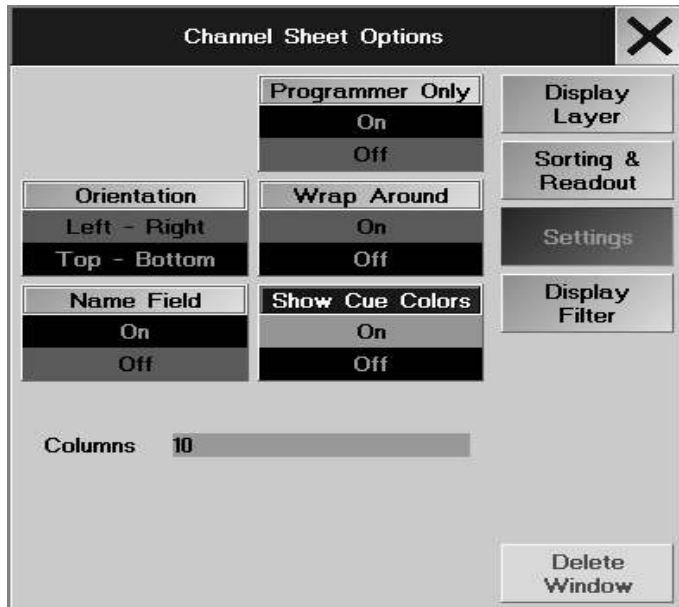 Channel Sheet Options
Programmer Only
On
Off
Display
Layer
Sorting &
Readout
Orientation
Left - Right
Top - Bottom
Wrap Around
On
Off
Settings
Name Field
On
Off
Show Cue Colors
On
Off
Display
Filter
Columns 10
Delete
Window